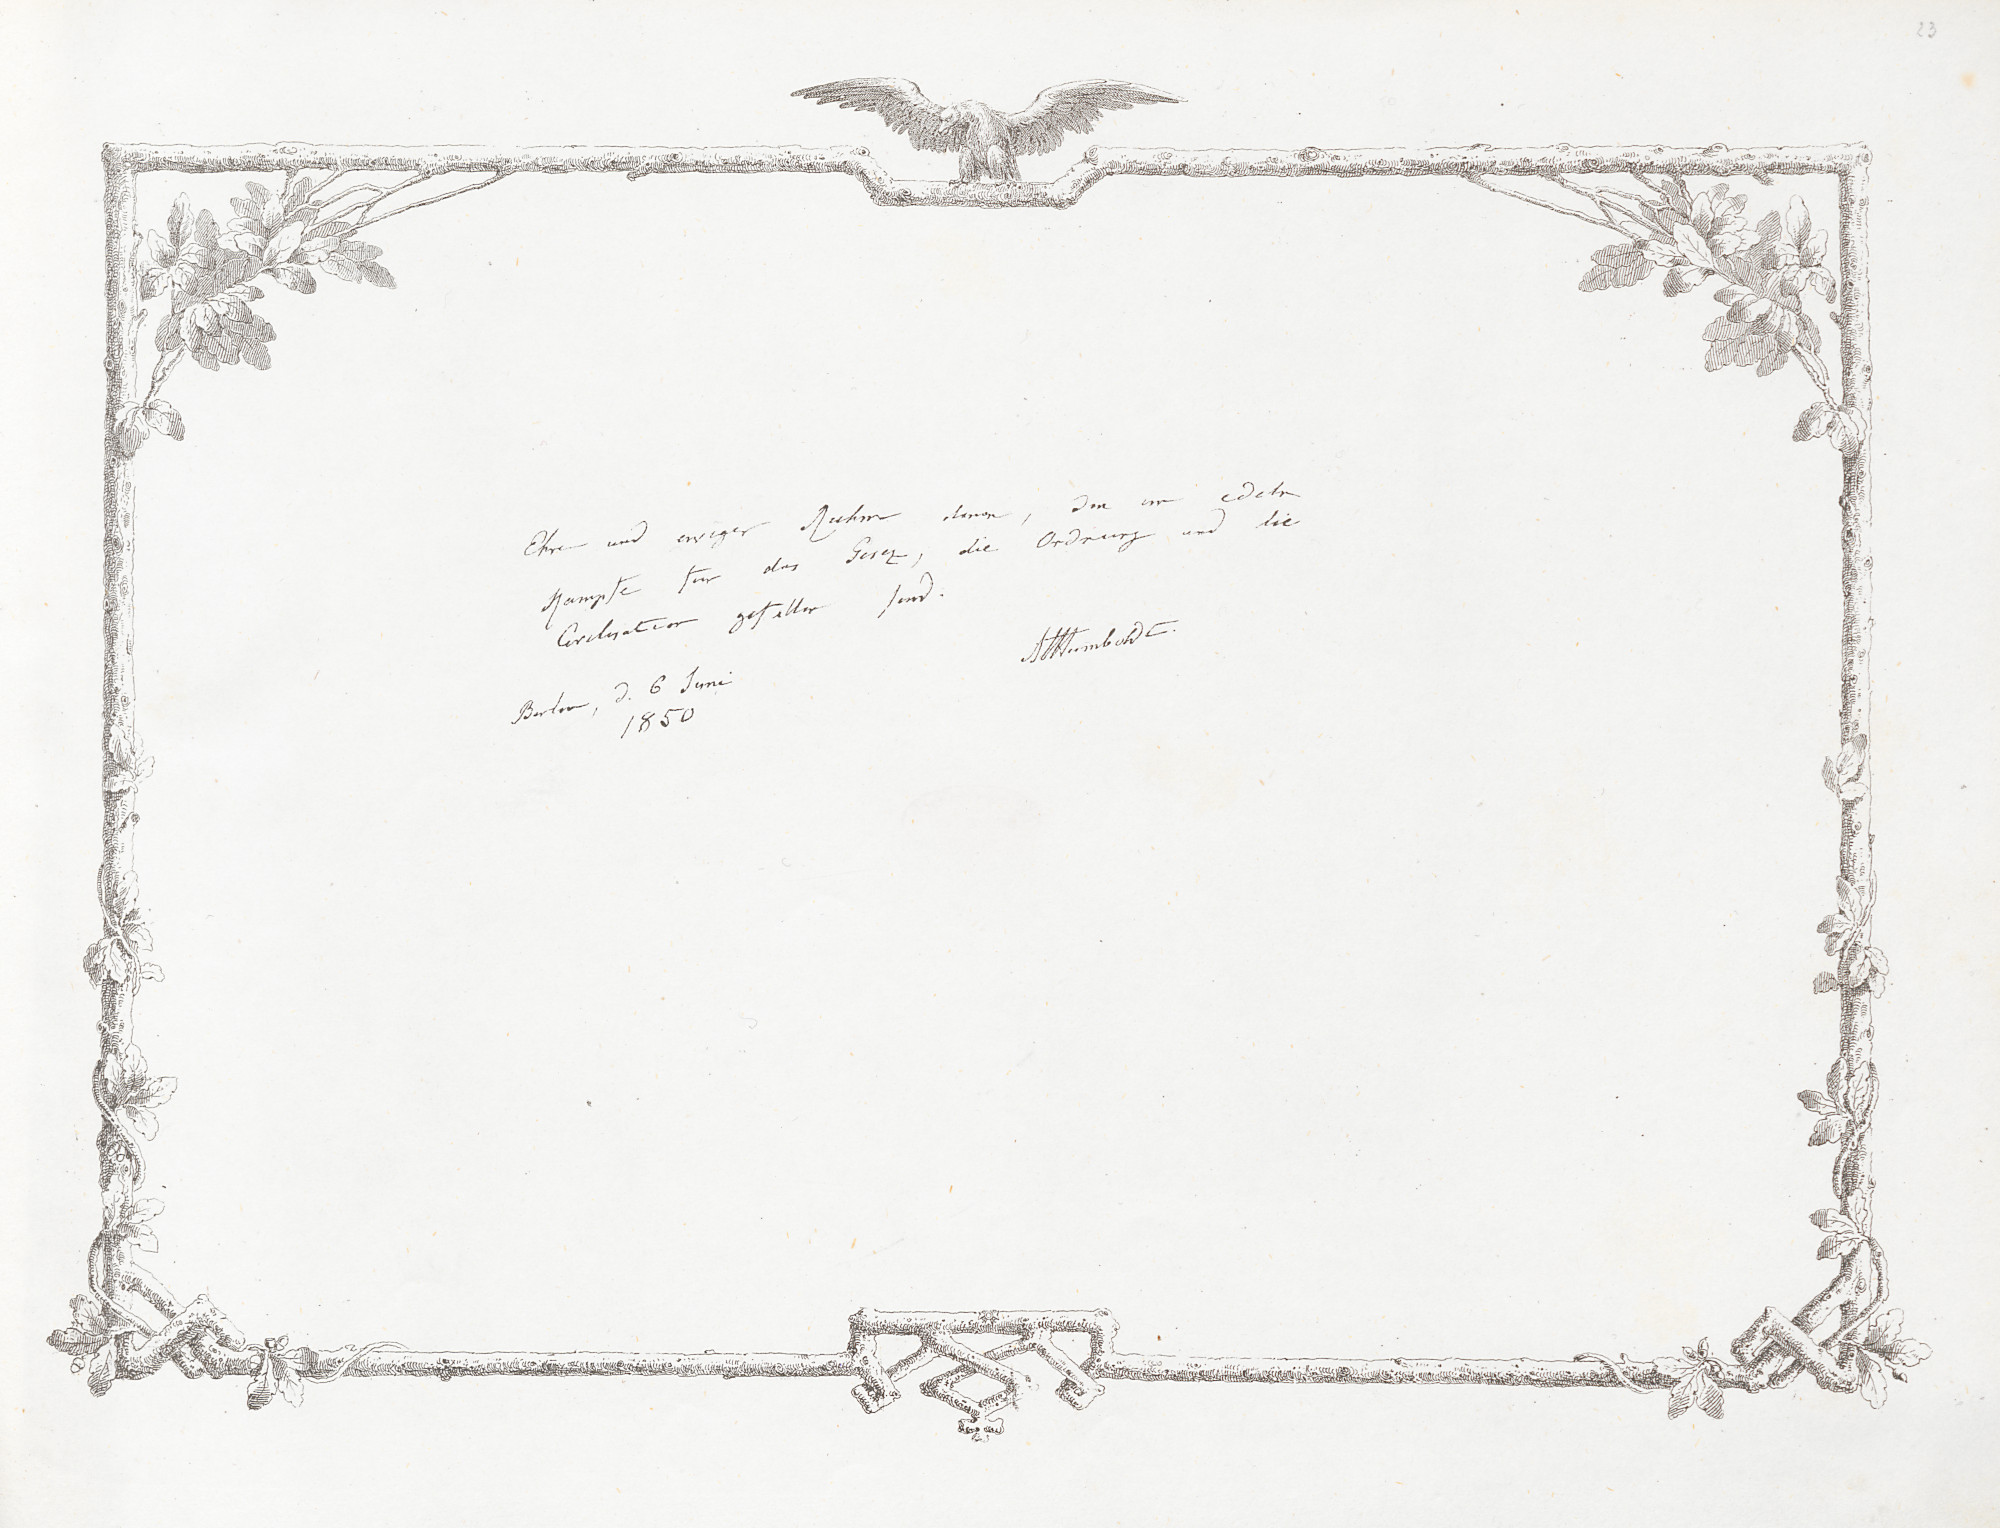 23
Ehre und ewiger Ruhm denen, die im edeln
Kampfe für das Gesez, die Ordnung und die
Civilisation gefallen sind.
AvHumboldt.
Berlin, d. 6 Juni
1850